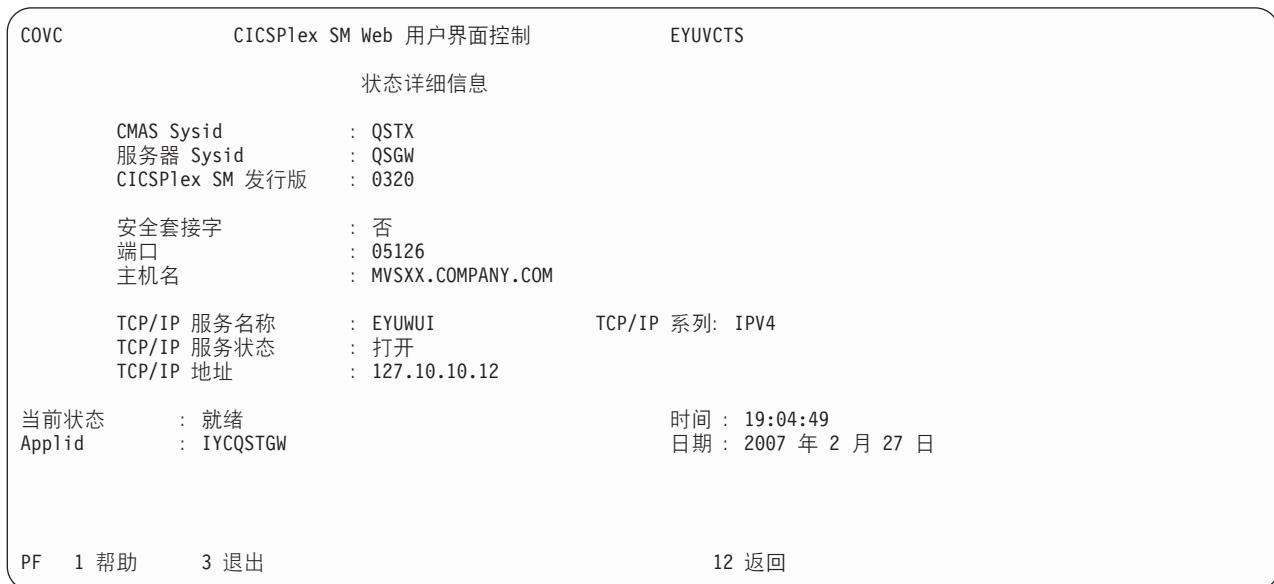 COVC CICSPlex SM Web 用户界面控制 EYUVCTS
状态详细信息
CMAS Sysid : QSTX
服务器 Sysid : QSGW
CICSPlex SM 发行版 : 0320
安全套接字 : 否
端口 : 05126
主机名 : MVSXX.COMPANY.COM
TCP/IP 服务名称 : EYUWUI TCP/IP 系列: IPV4
TCP/IP 服务状态 : 打开
TCP/IP 地址 : 127.10.10.12
当前状态 : 就绪 时间 : 19:04:49
Applid : IYCQSTGW 日期 : 2007 年 2 月 27 日
PF 1 帮助 3 退出 12 返回